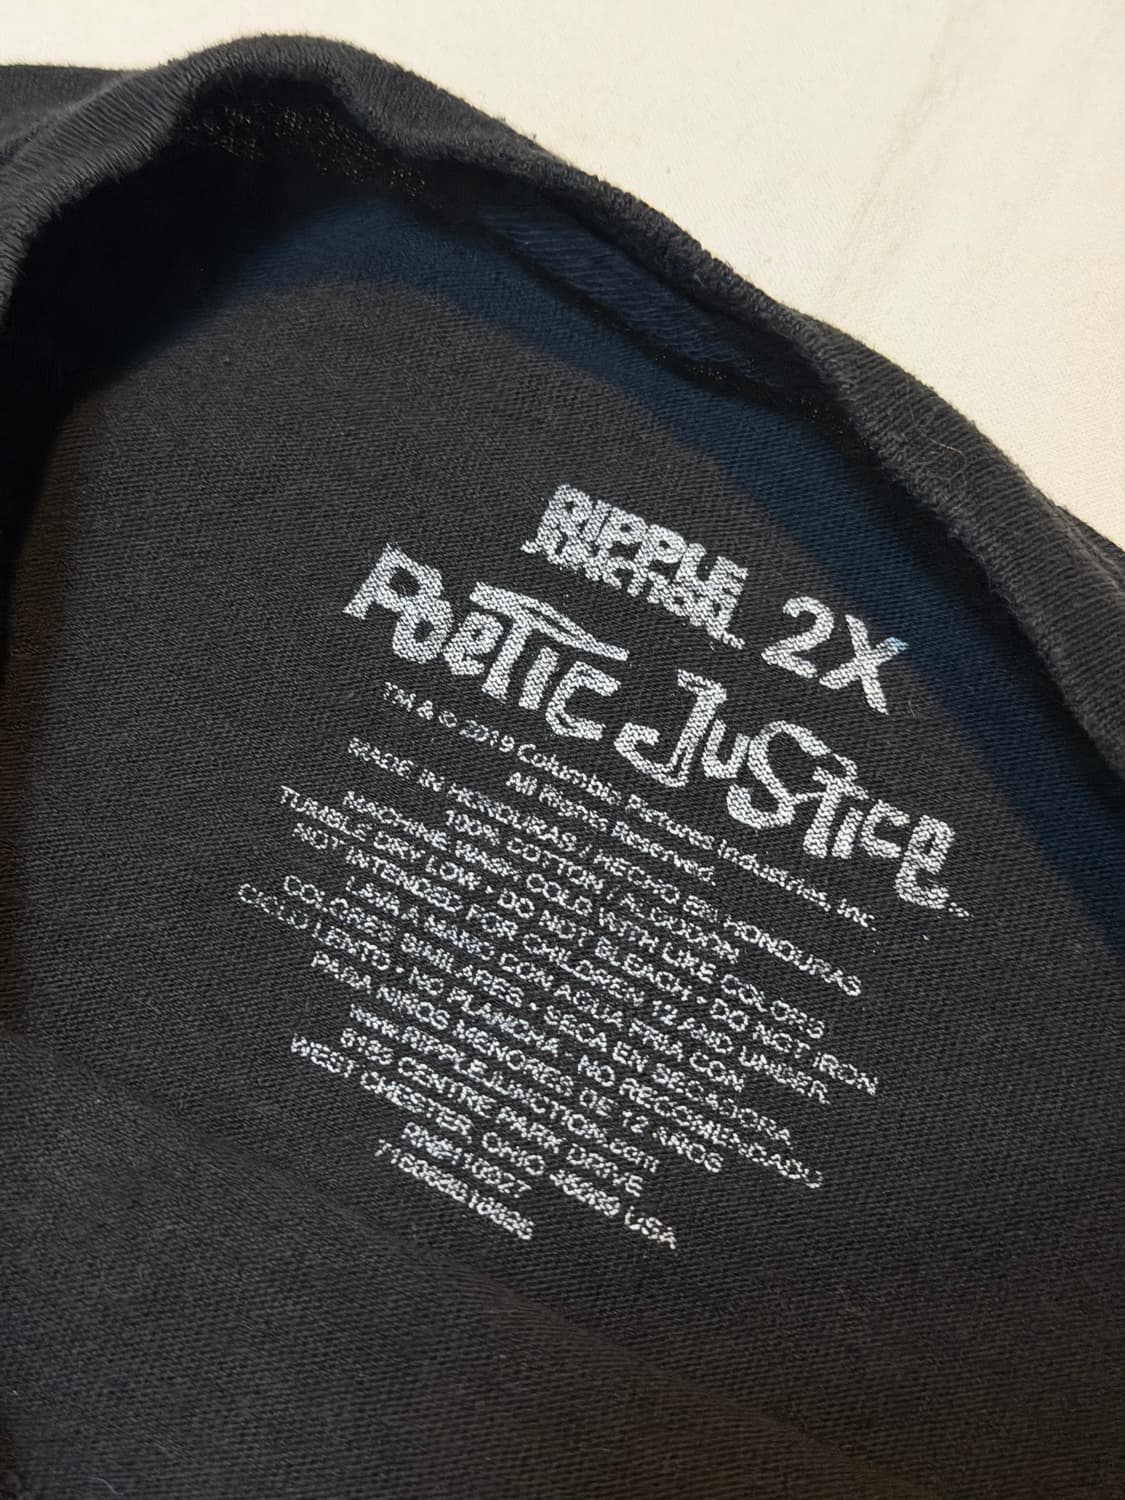 RIPPLE
JUNCTION
2X
POETIC JUSTICE
TM & © 2019 Columbia Pictures Industries, Inc.
All Rights Reserved.
MADE IN HONDURAS / HECHO EN HONDURAS
100% COTTON / ALGODON
MACHINE WASH COLD WITH LIKE COLORS
TUMBLE DRY LOW • DO NOT BLEACH • DO NOT IRON
NOT INTENDED FOR CHILDREN 12 AND UNDER
LAVA A MANO CON AGUA FRIA CON
COLORES SIMILARES • SECA EN SECADORA
CICLO LENTO • NO PLANCHA • NO RECOMENDADO
PARA NIÑOS MENORES DE 12 AÑOS
www.RIPPLEJUNCTION.com
CENTRE PARK DRIVE
WEST CHESTER, OHIO 45069 USA